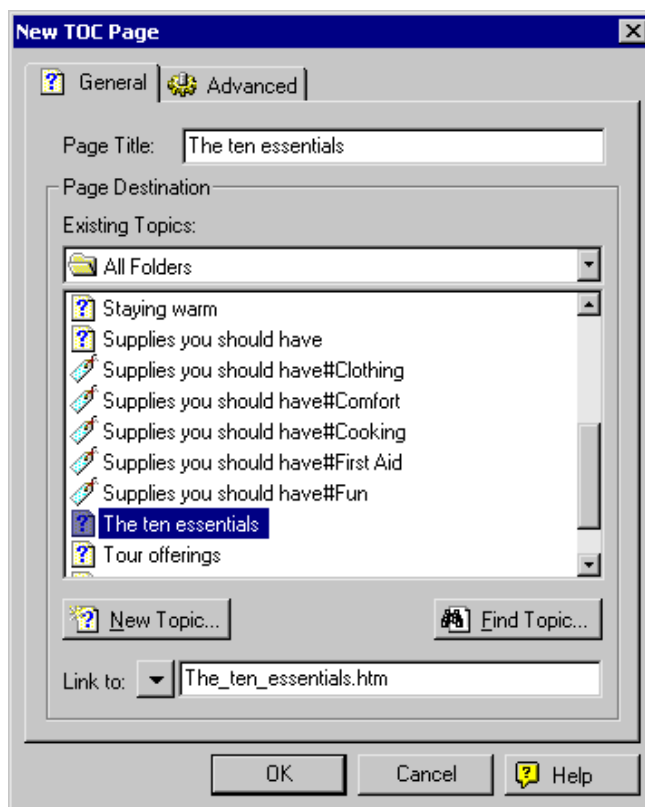 New TOC Page
General Advanced
Page Title: The ten essentials
Page Destination
Existing Topics:
All Folders
Staying warm
Supplies you should have
Supplies you should have#Clothing
Supplies you should have#Comfort
Supplies you should have#Cooking
Supplies you should have#First Aid
Supplies you should have#Fun
The ten essentials
Tour offerings
New Topic... Find Topic...
Link to: The_ten_essentials.htm
OK Cancel Help